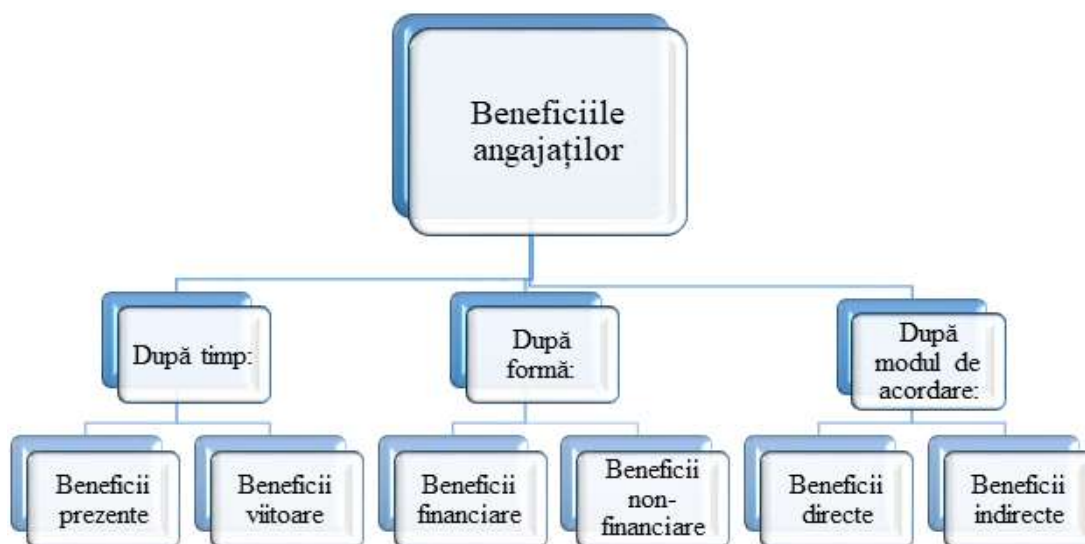 Beneficiile
angajaților
După timp:
După
formă:
După
modul de
acordare:
Beneficii
prezente
Beneficii
viitoare
Beneficii
financiare
Beneficii
non-
financiare
Beneficii
directe
Beneficii
indirecte